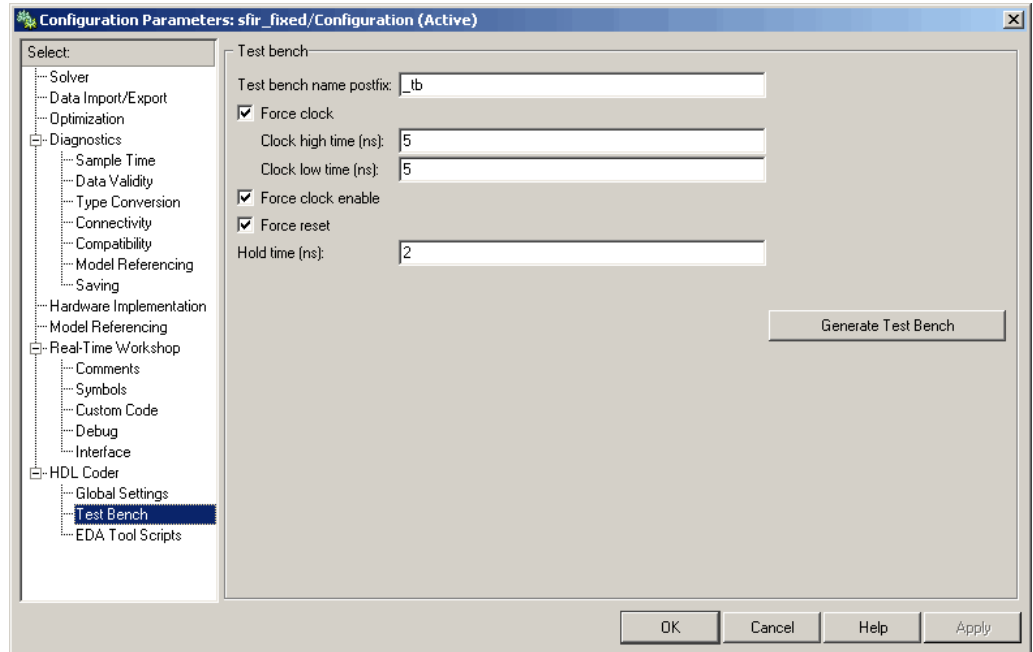 Configuration Parameters: sfir_fixed/Configuration (Active)
Select:
Solver
Data Import/Export
Optimization
Diagnostics
Sample Time
Data Validity
Type Conversion
Connectivity
Compatibility
Model Referencing
Saving
Hardware Implementation
Model Referencing
Real-Time Workshop
Comments
Symbols
Custom Code
Debug
Interface
HDL Coder
Global Settings
Test Bench
EDA Tool Scripts
Test bench
Test bench name postfix: _tb
Force clock
Clock high time (ns): 5
Clock low time (ns): 5
Force clock enable
Force reset
Hold time (ns): 2
Generate Test Bench
OK Cancel Help Apply